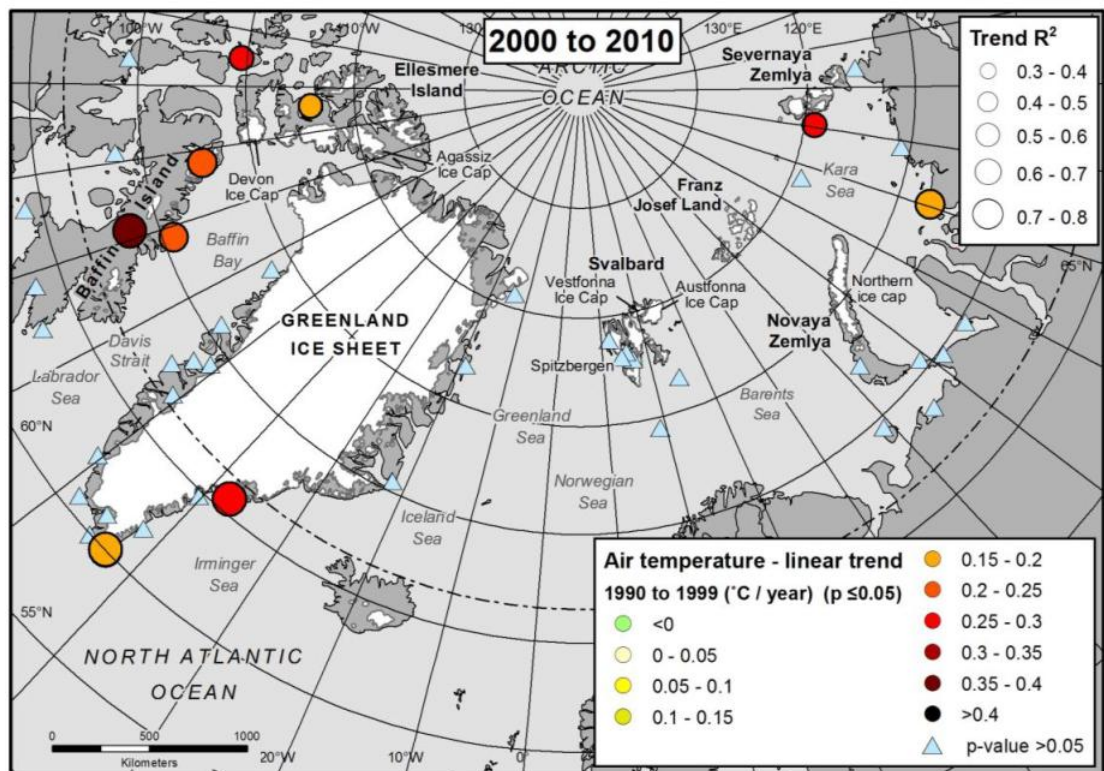 100°W
110°W
130°
2000 to 2010
130°E
120°E
ARCTIC
OCEAN
Severnaya
Zemlya
Trend R²
0.3 - 0.4
0.4 - 0.5
0.5 - 0.6
0.6 - 0.7
0.7 - 0.8
Ellesmere
Island
Agassiz
Ice Cap
Devon
Ice Cap
Baffin Island
Baffin
Bay
Kara
Sea
Franz
Josef Land
65°N
Svalbard
Vestfonna
Ice Cap
Austfonna
Ice Cap
Northern
ice cap
Novaya
Zemlya
GREENLAND
ICE SHEET
Davis
Strait
Labrador
Sea
Spitzbergen
Greenland
Sea
Barents
Sea
60°N
Norwegian
Sea
Iceland
Sea
Irminger
Sea
55°N
NORTH ATLANTIC
OCEAN
0 500 1000
Kilometers
20°W
10°W
0°
Air temperature - linear trend
1990 to 1999 (°C / year) (p ≤0.05)
<0
0 - 0.05
0.05 - 0.1
0.1 - 0.15
0.15 - 0.2
0.2 - 0.25
0.25 - 0.3
0.3 - 0.35
0.35 - 0.4
>0.4
p-value >0.05